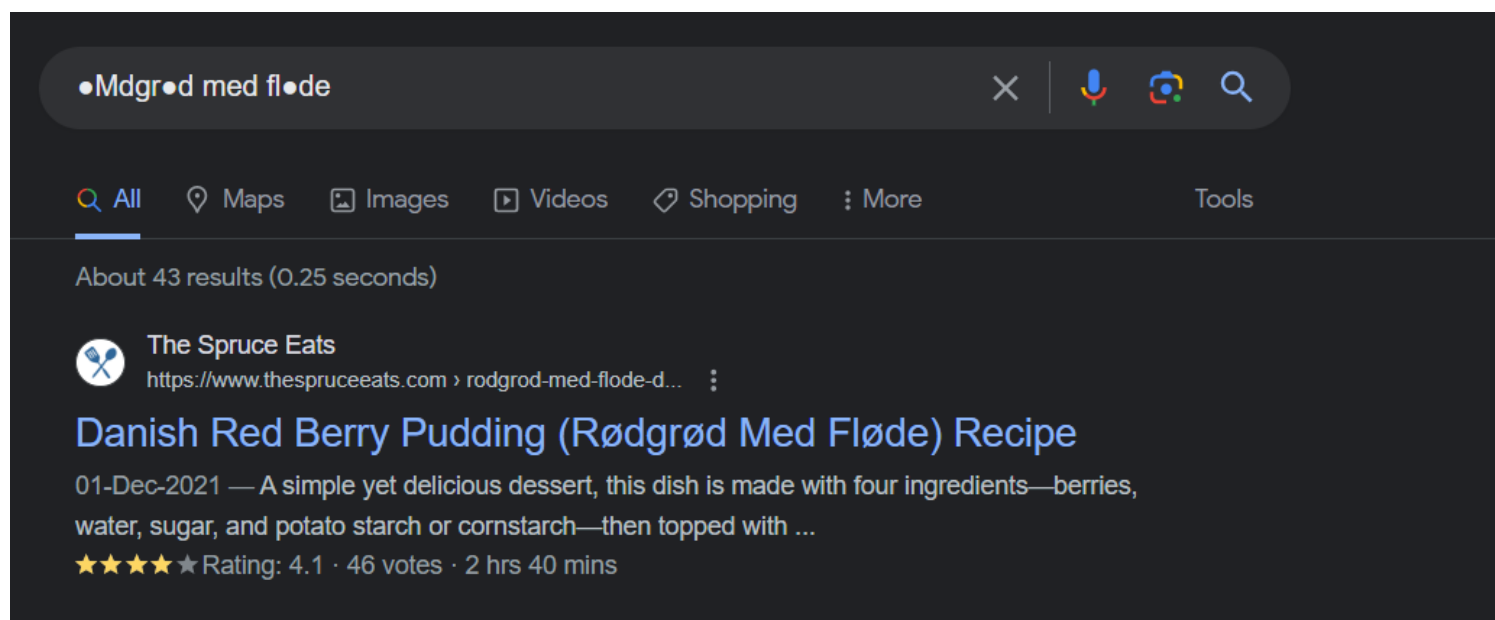 ●Mdgr●d med fl●de
All Maps Images Videos Shopping More Tools
About 43 results (0.25 seconds)
The Spruce Eats
https://www.thespruceeats.com › rodgrod-med-flode-d...
Danish Red Berry Pudding (Rødgrød Med Fløde) Recipe
01-Dec-2021 — A simple yet delicious dessert, this dish is made with four ingredients—berries,
water, sugar, and potato starch or cornstarch—then topped with ...
Rating: 4.1 · 46 votes · 2 hrs 40 mins